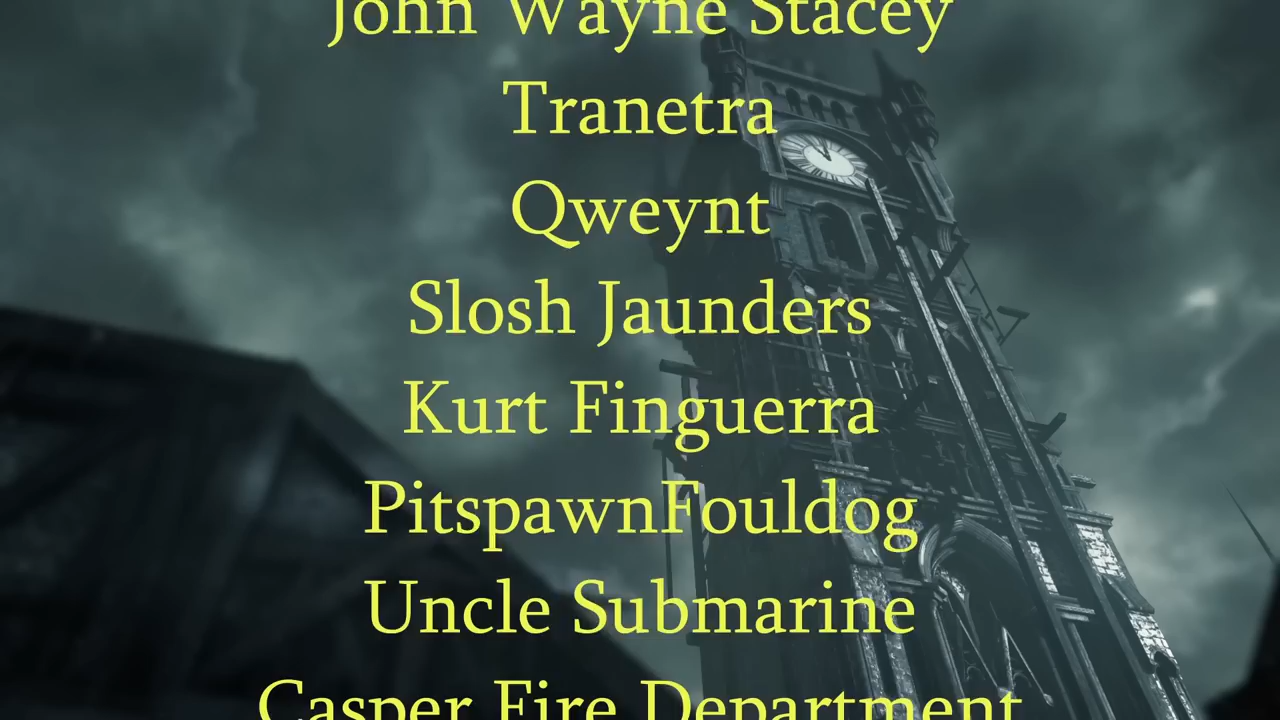 John Wayne Stacey
Tranetra
Qweynt
Slosh Jaunders
Kurt Finguerra
PitspawnFouldog
Uncle Submarine
Casper Fire Department